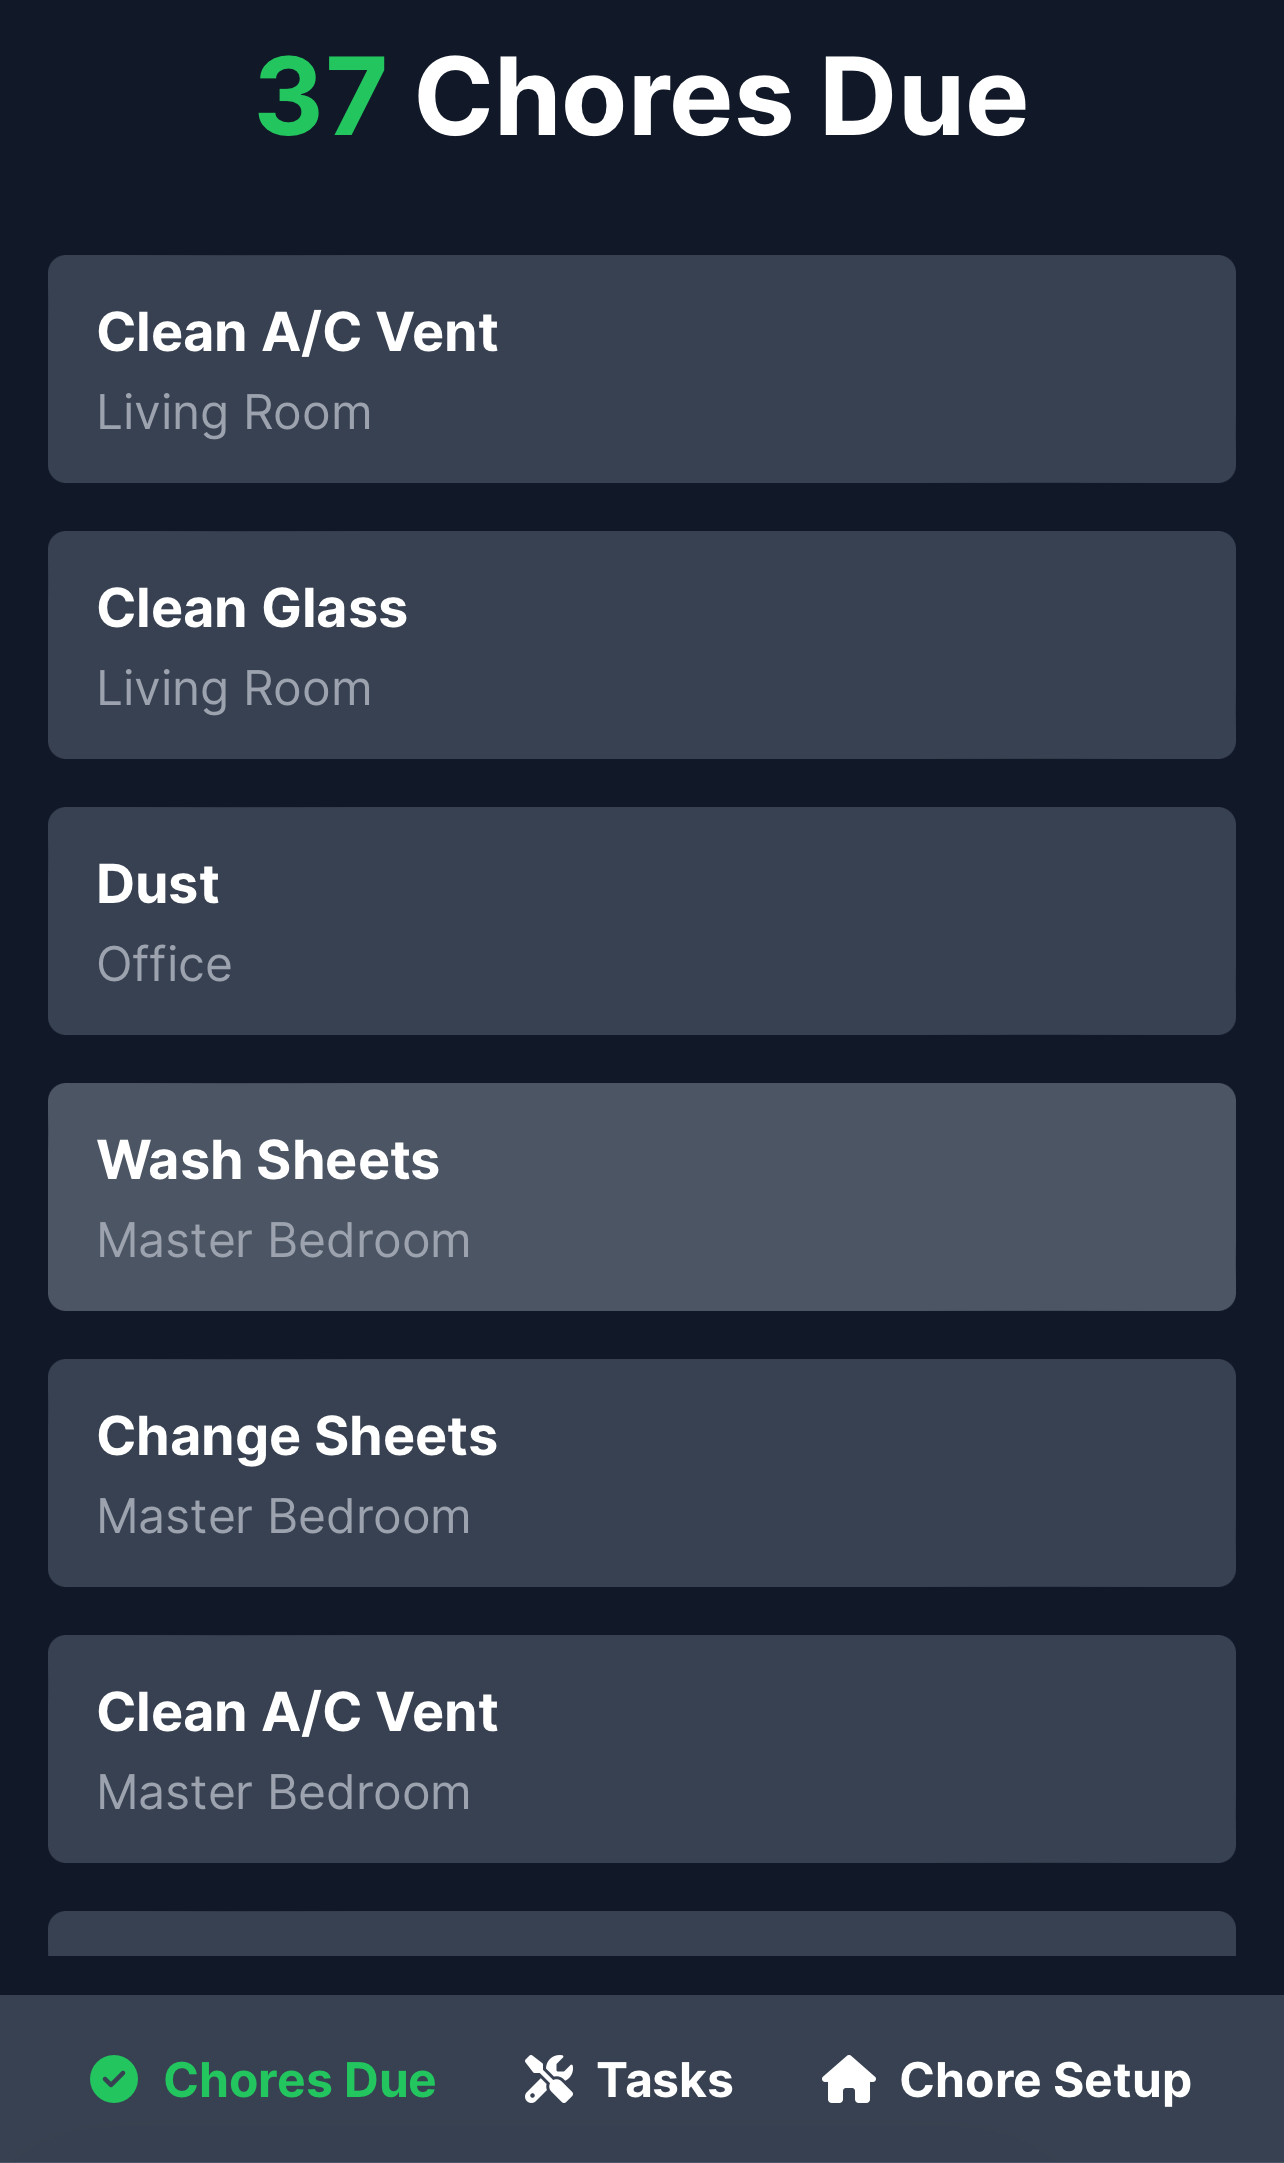 37 Chores Due
Clean A/C Vent
Living Room
Clean Glass
Living Room
Dust
Office
Wash Sheets
Master Bedroom
Change Sheets
Master Bedroom
Clean A/C Vent
Master Bedroom
Chores Due Tasks Chore Setup